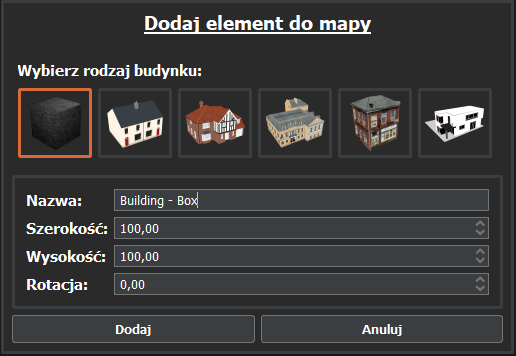 Dodaj element do mapy
Wybierz rodzaj budynku:
Nazwa: Building - Box
Szerokość: 100,00
Wysokość: 100,00
Rotacja: 0,00
Dodaj Anuluj